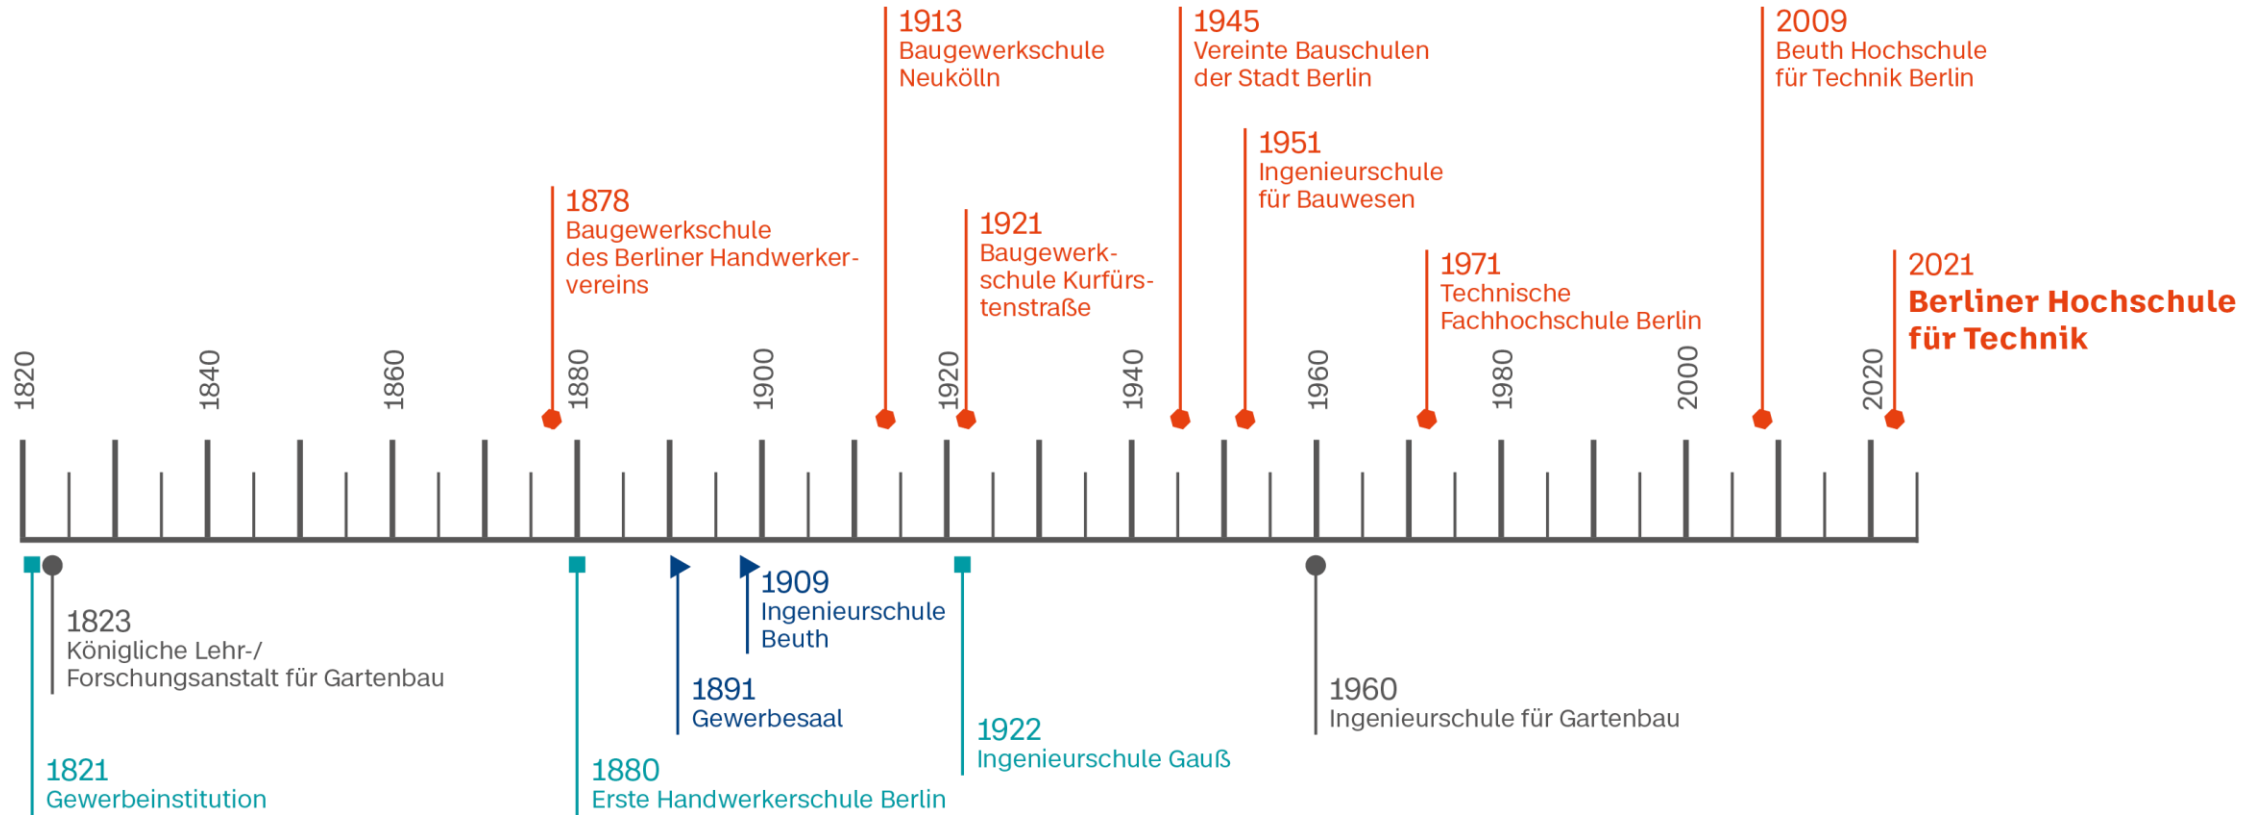 1913
Baugewerkschule
Neukölln
1945
Vereinte Bauschulen
der Stadt Berlin
2009
Beuth Hochschule
für Technik Berlin
1951
Ingenieurschule
für Bauwesen
1878
Baugewerkschule
des Berliner Handwerker-
vereins
1921
Baugewerk-
schule Kurfürs-
tenstraße
1971
Technische
Fachhochschule Berlin
2021
Berliner Hochschule
für Technik
1820
1840
1860
1880
1900
1920
1940
1960
1980
2000
2020
1823
Königliche Lehr-/
Forschungsanstalt für Gartenbau
1909
Ingenieurschule
Beuth
1891
Gewerbesaal
1960
Ingenieurschule für Gartenbau
1922
Ingenieurschule Gauß
1821
Gewerbeinstitution
1880
Erste Handwerkerschule Berlin